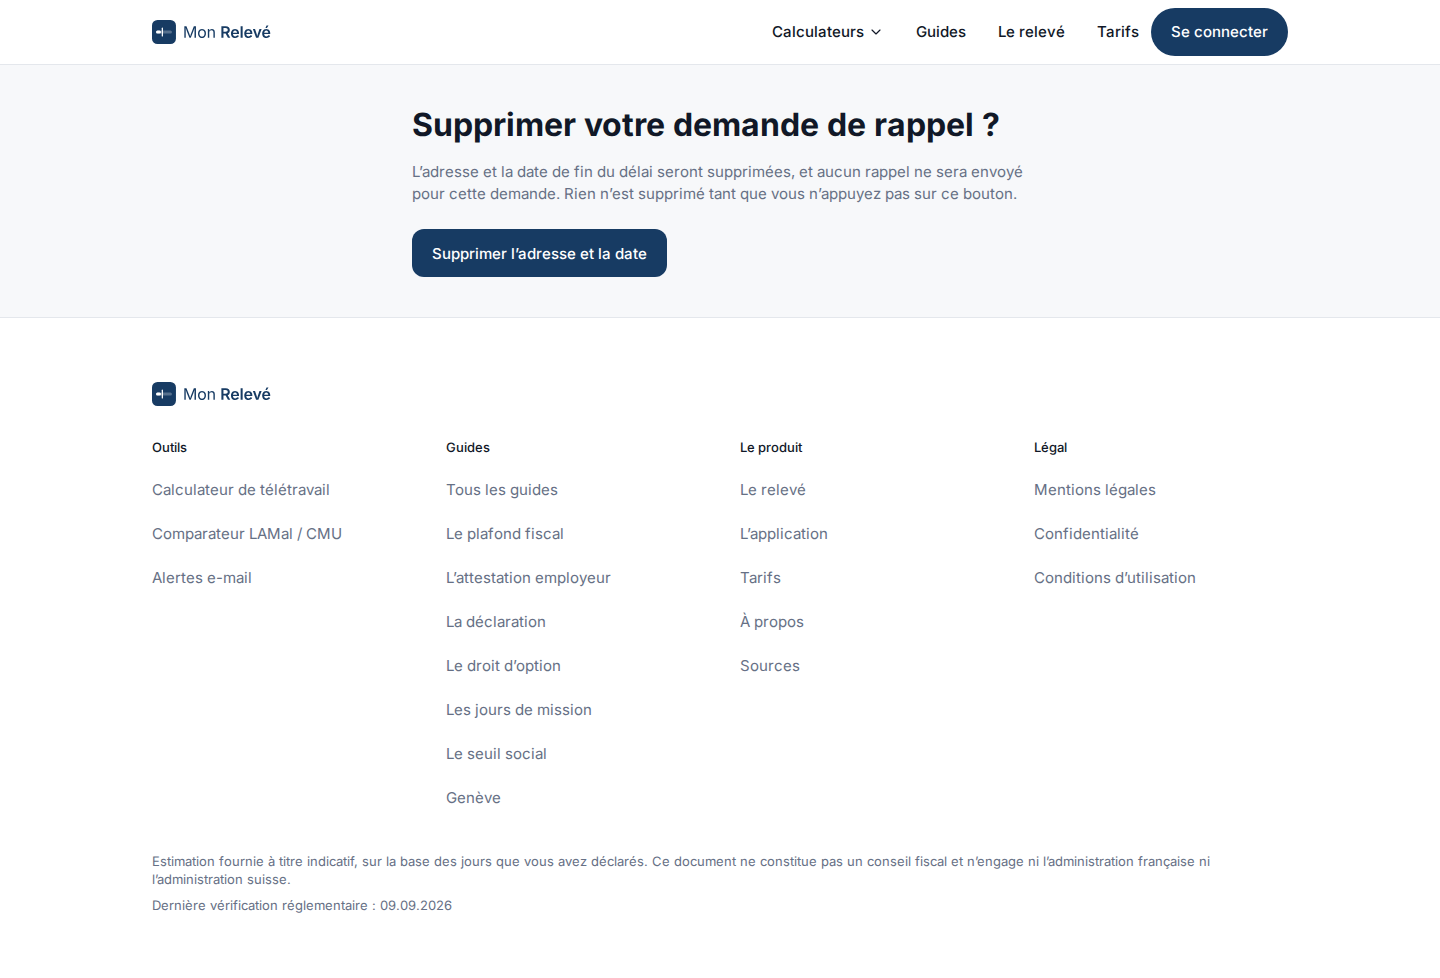 Mon Relevé
Calculateurs
Guides
Le relevé
Tarifs
Se connecter
Supprimer votre demande de rappel ?
L’adresse et la date de fin du délai seront supprimées, et aucun rappel ne sera envoyé
pour cette demande. Rien n’est supprimé tant que vous n’appuyez pas sur ce bouton.
Supprimer l’adresse et la date
Mon Relevé
Outils
Calculateur de télétravail
Comparateur LAMal / CMU
Alertes e-mail
Guides
Tous les guides
Le plafond fiscal
L’attestation employeur
La déclaration
Le droit d’option
Les jours de mission
Le seuil social
Genève
Le produit
Le relevé
L’application
Tarifs
À propos
Sources
Légal
Mentions légales
Confidentialité
Conditions d’utilisation
Estimation fournie à titre indicatif, sur la base des jours que vous avez déclarés. Ce document ne constitue pas un conseil fiscal et n’engage ni l’administration française ni
l’administration suisse.
Dernière vérification réglementaire : 09.09.2026